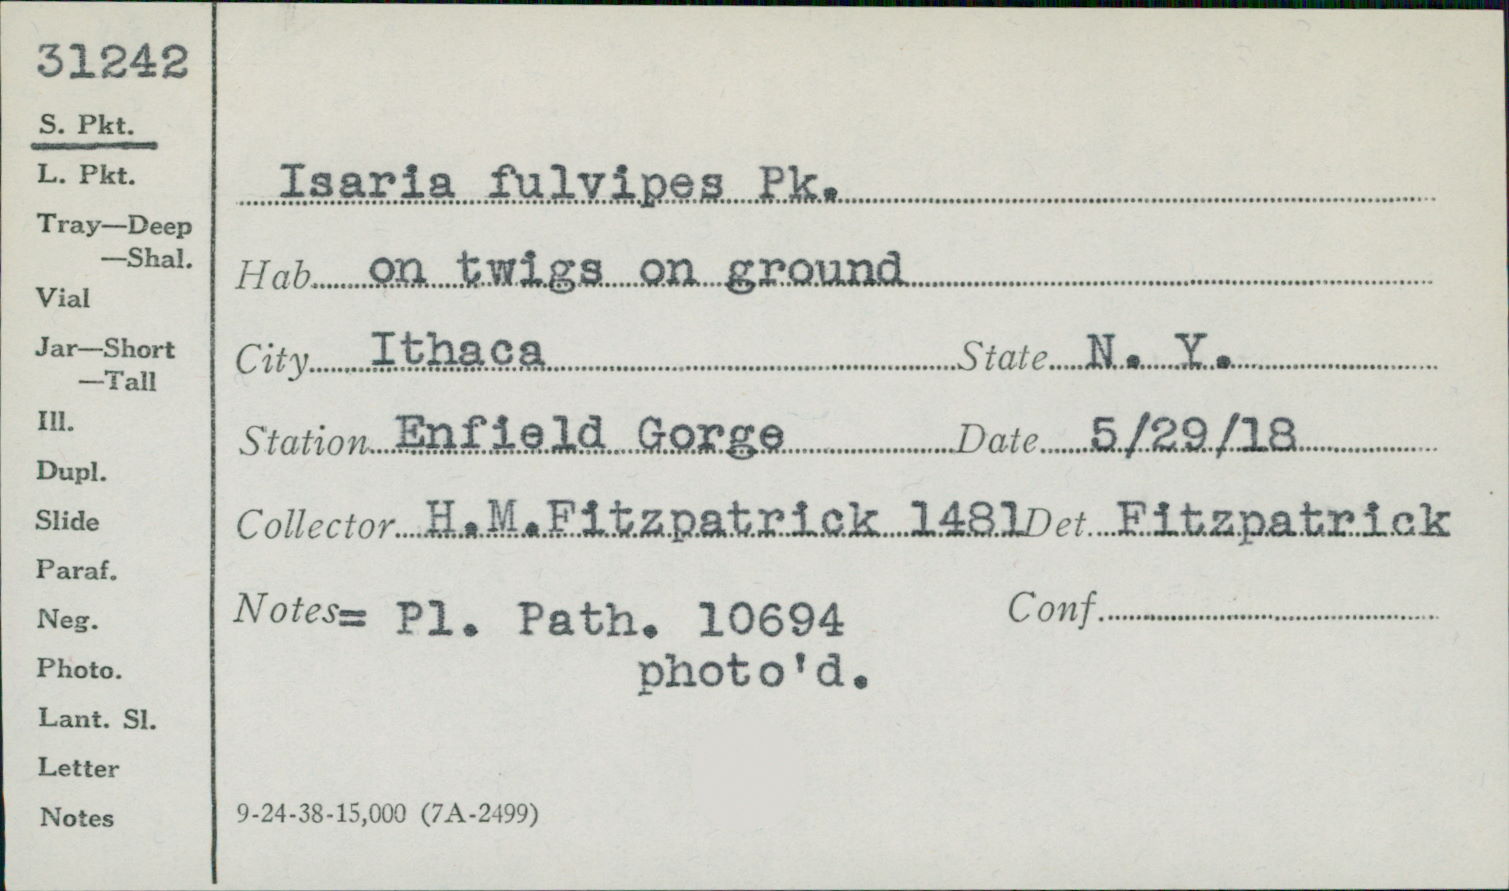 31242
S. Pkt.
L. Pkt.
Tray—Deep
—Shal.
Vial
Jar—Short
—Tall
Ill.
Dupl.
Slide
Paraf.
Neg.
Photo.
Lant. Sl.
Letter
Notes
Isaria fulvipes Pk.
Hab. on twigs on ground
City Ithaca State N. Y.
Station Enfield Gorge Date 5/29/18
Collector H.M.Fitzpatrick 1481 Det. Fitzpatrick
Notes = Pl. Path. 10694 Conf.
photo'd.
9-24-38-15,000 (7A-2499)